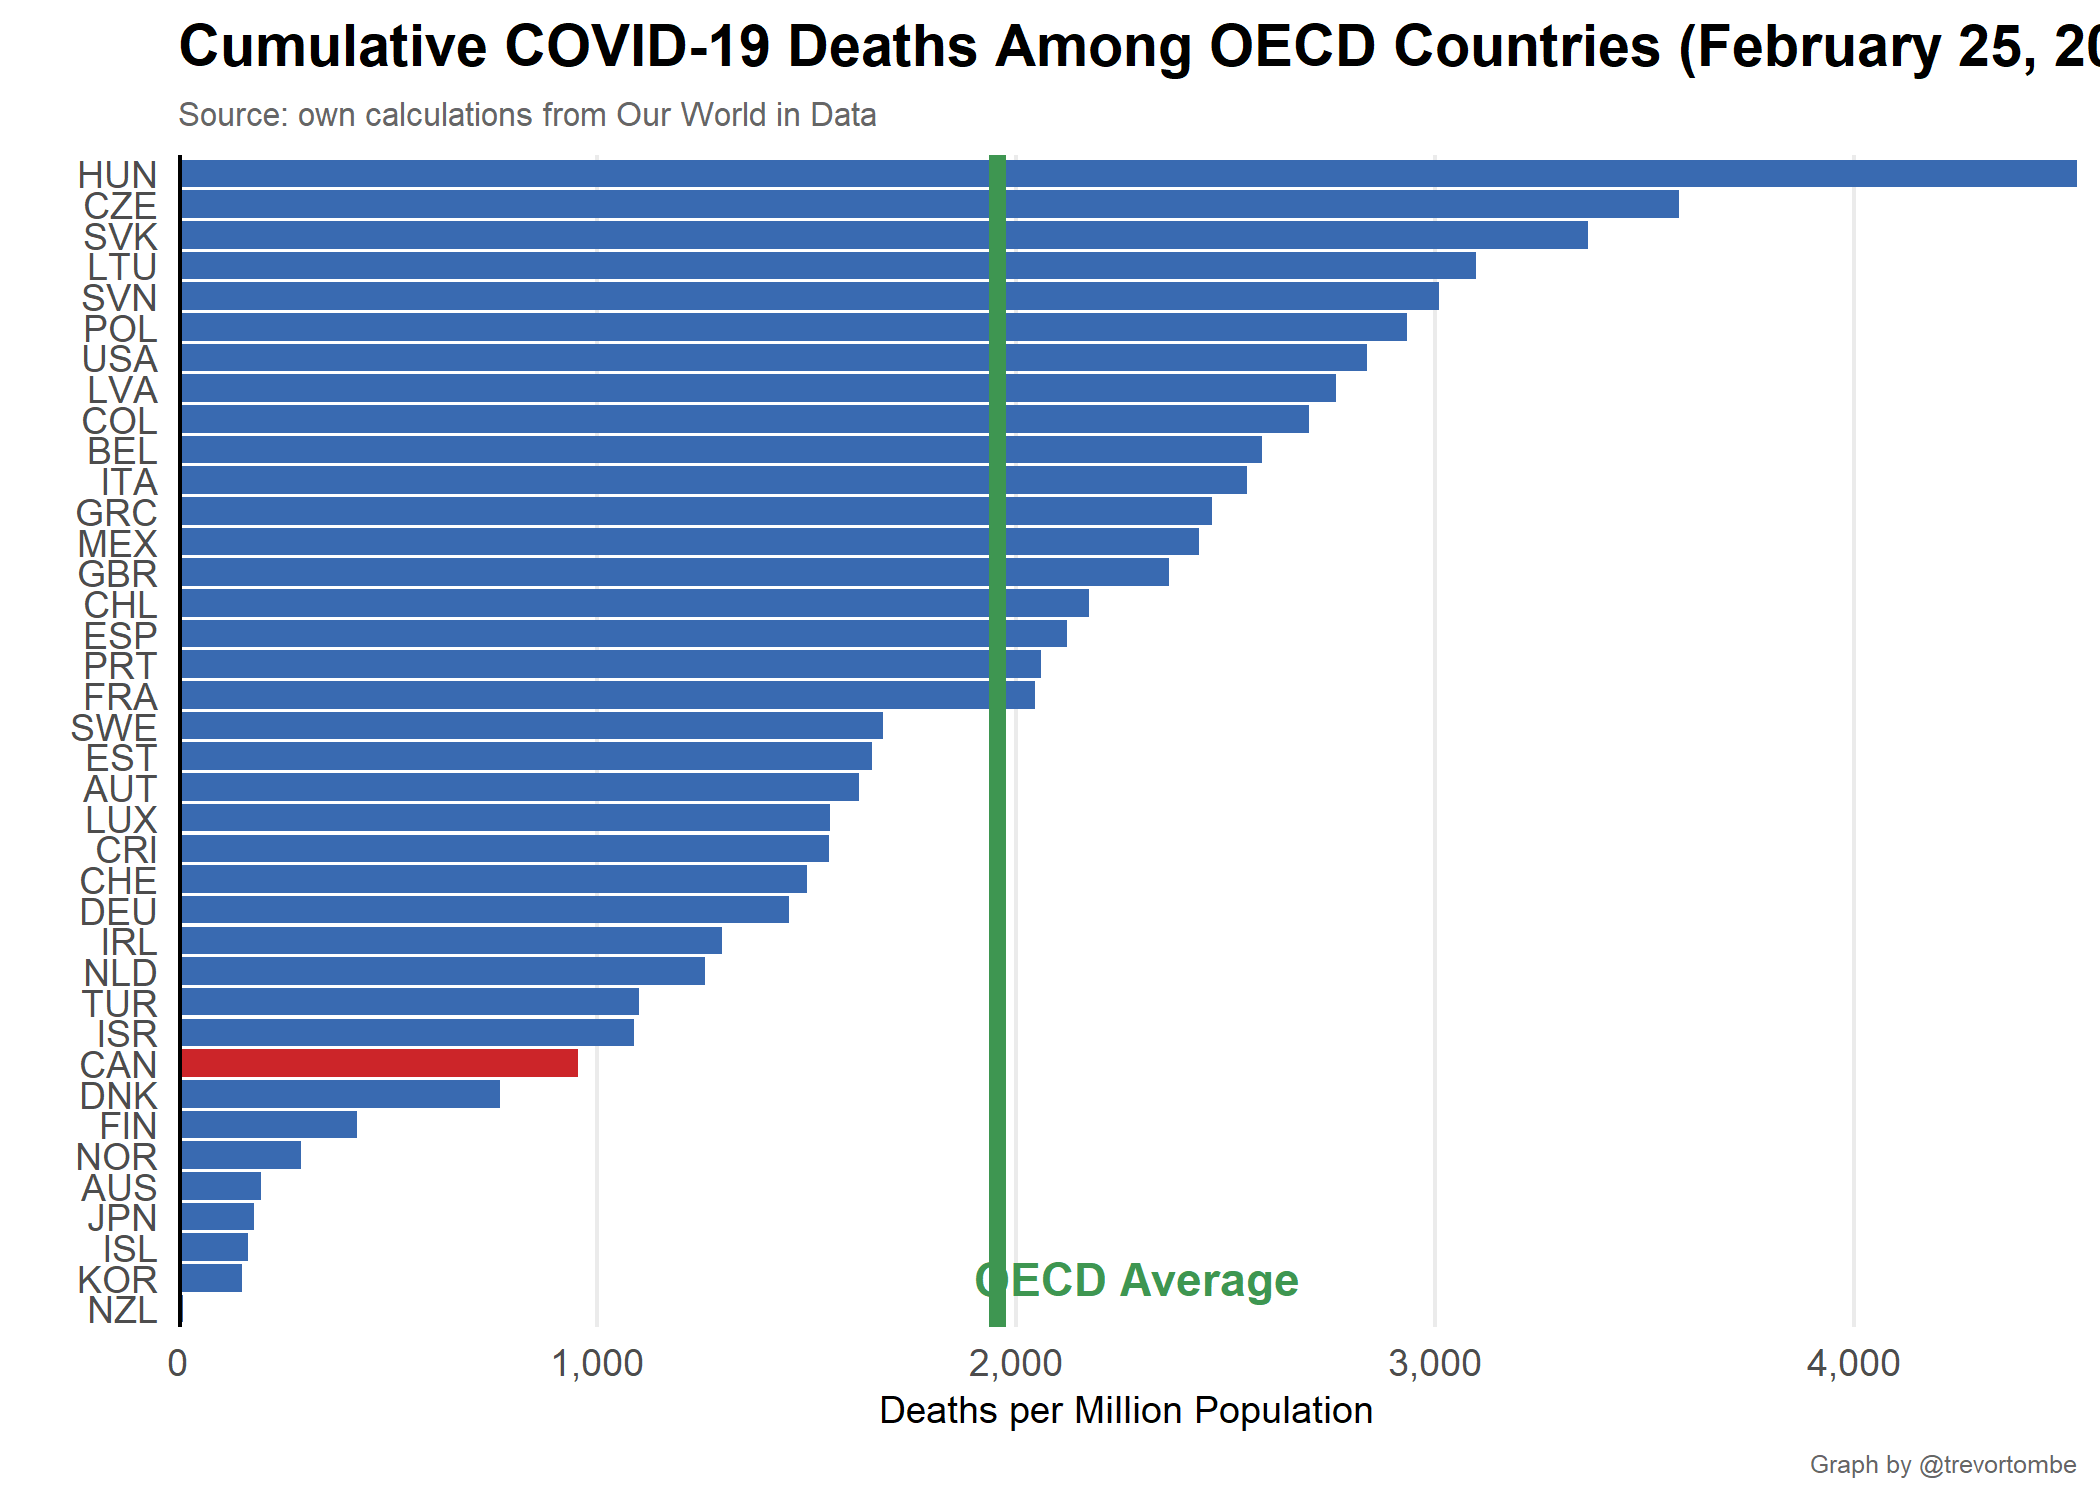 Cumulative COVID-19 Deaths Among OECD Countries (February 25, 20
Source: own calculations from Our World in Data
HUN
CZE
SVK
LTU
SVN
POL
USA
LVA
COL
BEL
ITA
GRC
MEX
GBR
CHL
ESP
PRT
FRA
SWE
EST
AUT
LUX
CRI
CHE
DEU
IRL
NLD
TUR
ISR
CAN
DNK
FIN
NOR
AUS
JPN
ISL
KOR
NZL
OECD Average
0 1,000 2,000 3,000 4,000
Deaths per Million Population
Graph by @trevortombe